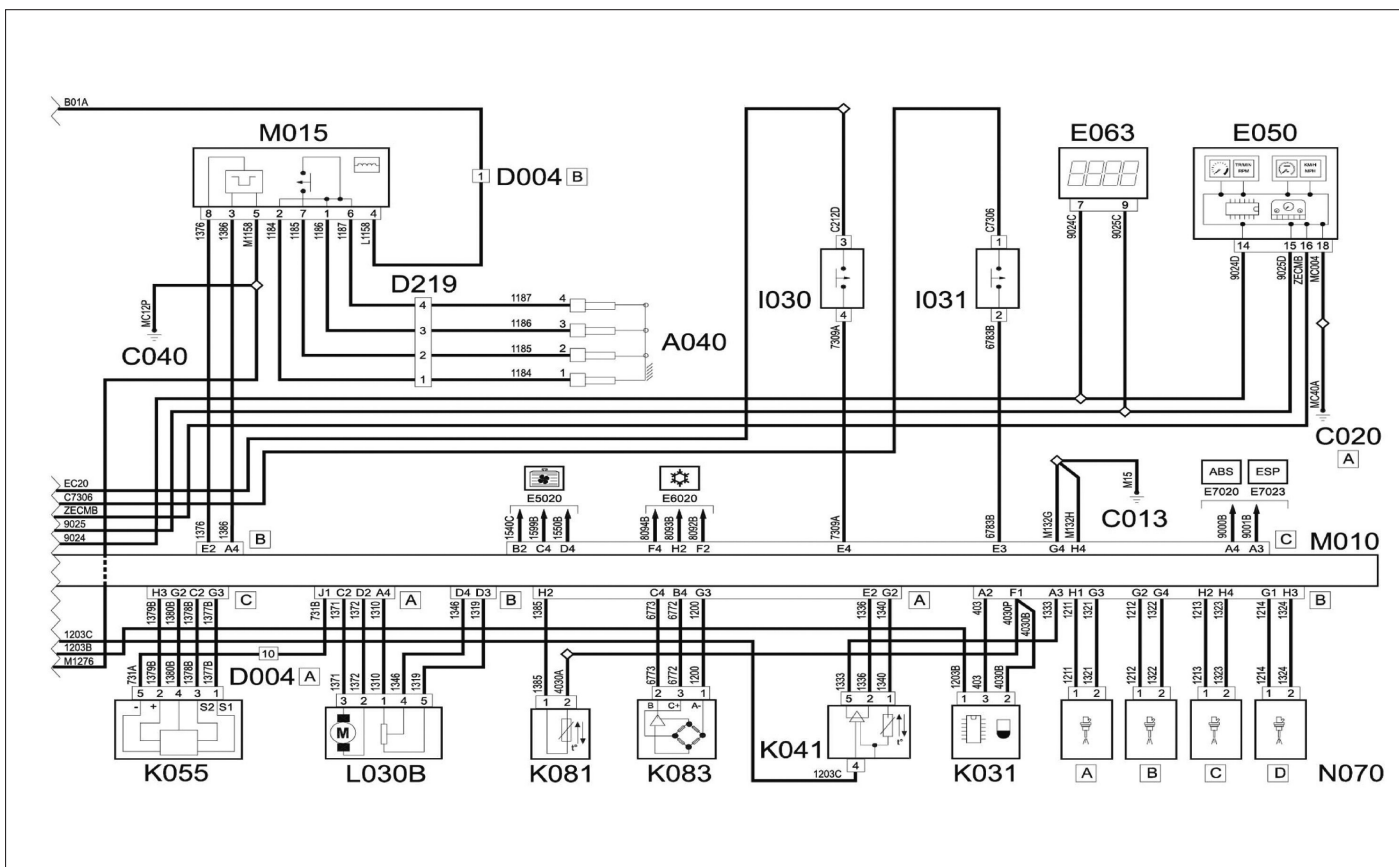 B01A
M015
E063
E050
1 D004 B
TR/MIN RPM
KM/H MPH
8 3 5 2 7 1 6 4
1376 1386 M1158 1184 1185 1186 1187 L1158
C212D
C7306
7 9
9024C 9025C
14 15 16 18
9024D 9025D ZECMB MC004
3
1
I030
I031
4
2
7309A
6783B
D219
MC12P
C040
4 1187 4
3 1186 3
2 1185 2
1 1184 1
A040
MC40A
C020
A
EC20
C7306
ZECMB
9025
9024
1376 1386
E2 A4
B
E5020
1540C 1599B 1550B
B2 C4 D4
E6020
8094B 8093B 8092B
F4 H2 F2
7309A
E4
6783B
E3
M132G M132H
G4 H4
M15
C013
ABS ESP
E7020 E7023
9000B 9001B
A4 A3
C
M010
H3 G2 C2 G3
C
J1 C2 D2 A4
A
D4 D3
B
H2
C4 B4 G3
E2 G2
A
A2 F1 A3 H1 G3 G2 G4 H2 H4 G1 H3
B
1379B 1380B 1378B 1377B
731B 1371 1372 1310
1346 1319
1385
6773 6772 1200
1336 1340
403 4030P 4030B 1333 1211 1321 1212 1322 1213 1323 1214 1324
1203C
1203B
M1276
10
D004 A
731A 1379B 1380B 1378B 1377B
5 2 4 3 1
- + S2 S1
K055
1371 1372 1310 1346 1319
3 2 1 4 5
M
L030B
1385 4030A
1 2
t°
K081
6773 6772 1200
2 3 1
B C+ A-
K083
1333 1336 1340
5 2 1
t°
K041
4
1203C
1203B 403 4030B
1 3 2
K031
1211 1321 1212 1322 1213 1323 1214 1324
1 2 1 2 1 2 1 2
A B C D
N070